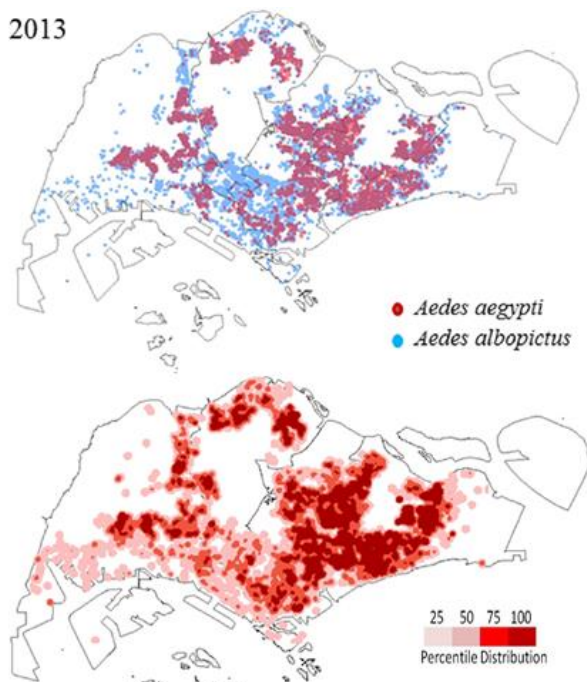 2013
Aedes aegypti
Aedes albopictus
25 50 75 100
Percentile Distribution